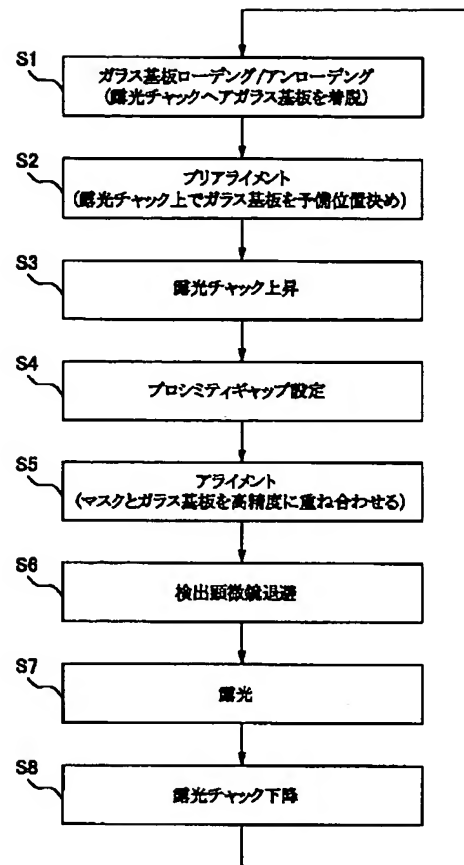 S1
ガラス基板ローデング/アンローデング
(露光チャックヘアガラス基板を着脱)
S2
プリアライメント
(露光チャック上でガラス基板を予備位置決め)
S3
露光チャック上昇
S4
プロシミティギャップ設定
S5
アライメント
(マスクとガラス基板を高精度に重ね合わせる)
S6
検出顕微鏡退避
S7
露光
S8
露光チャック下降